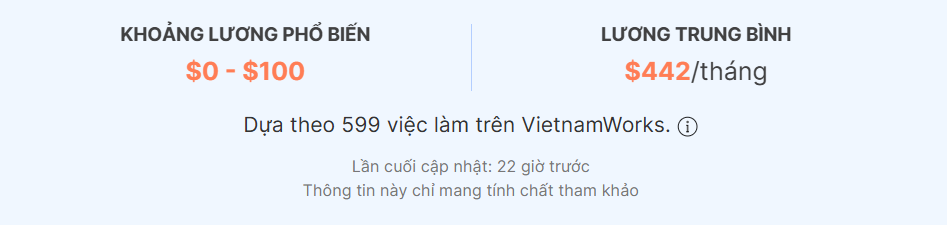 KHOẢNG LƯƠNG PHỔ BIẾN
$0 - $100
LƯƠNG TRUNG BÌNH
$442/tháng
Dựa theo 599 việc làm trên VietnamWorks.
Lần cuối cập nhật: 22 giờ trước
Thông tin này chỉ mang tính chất tham khảo